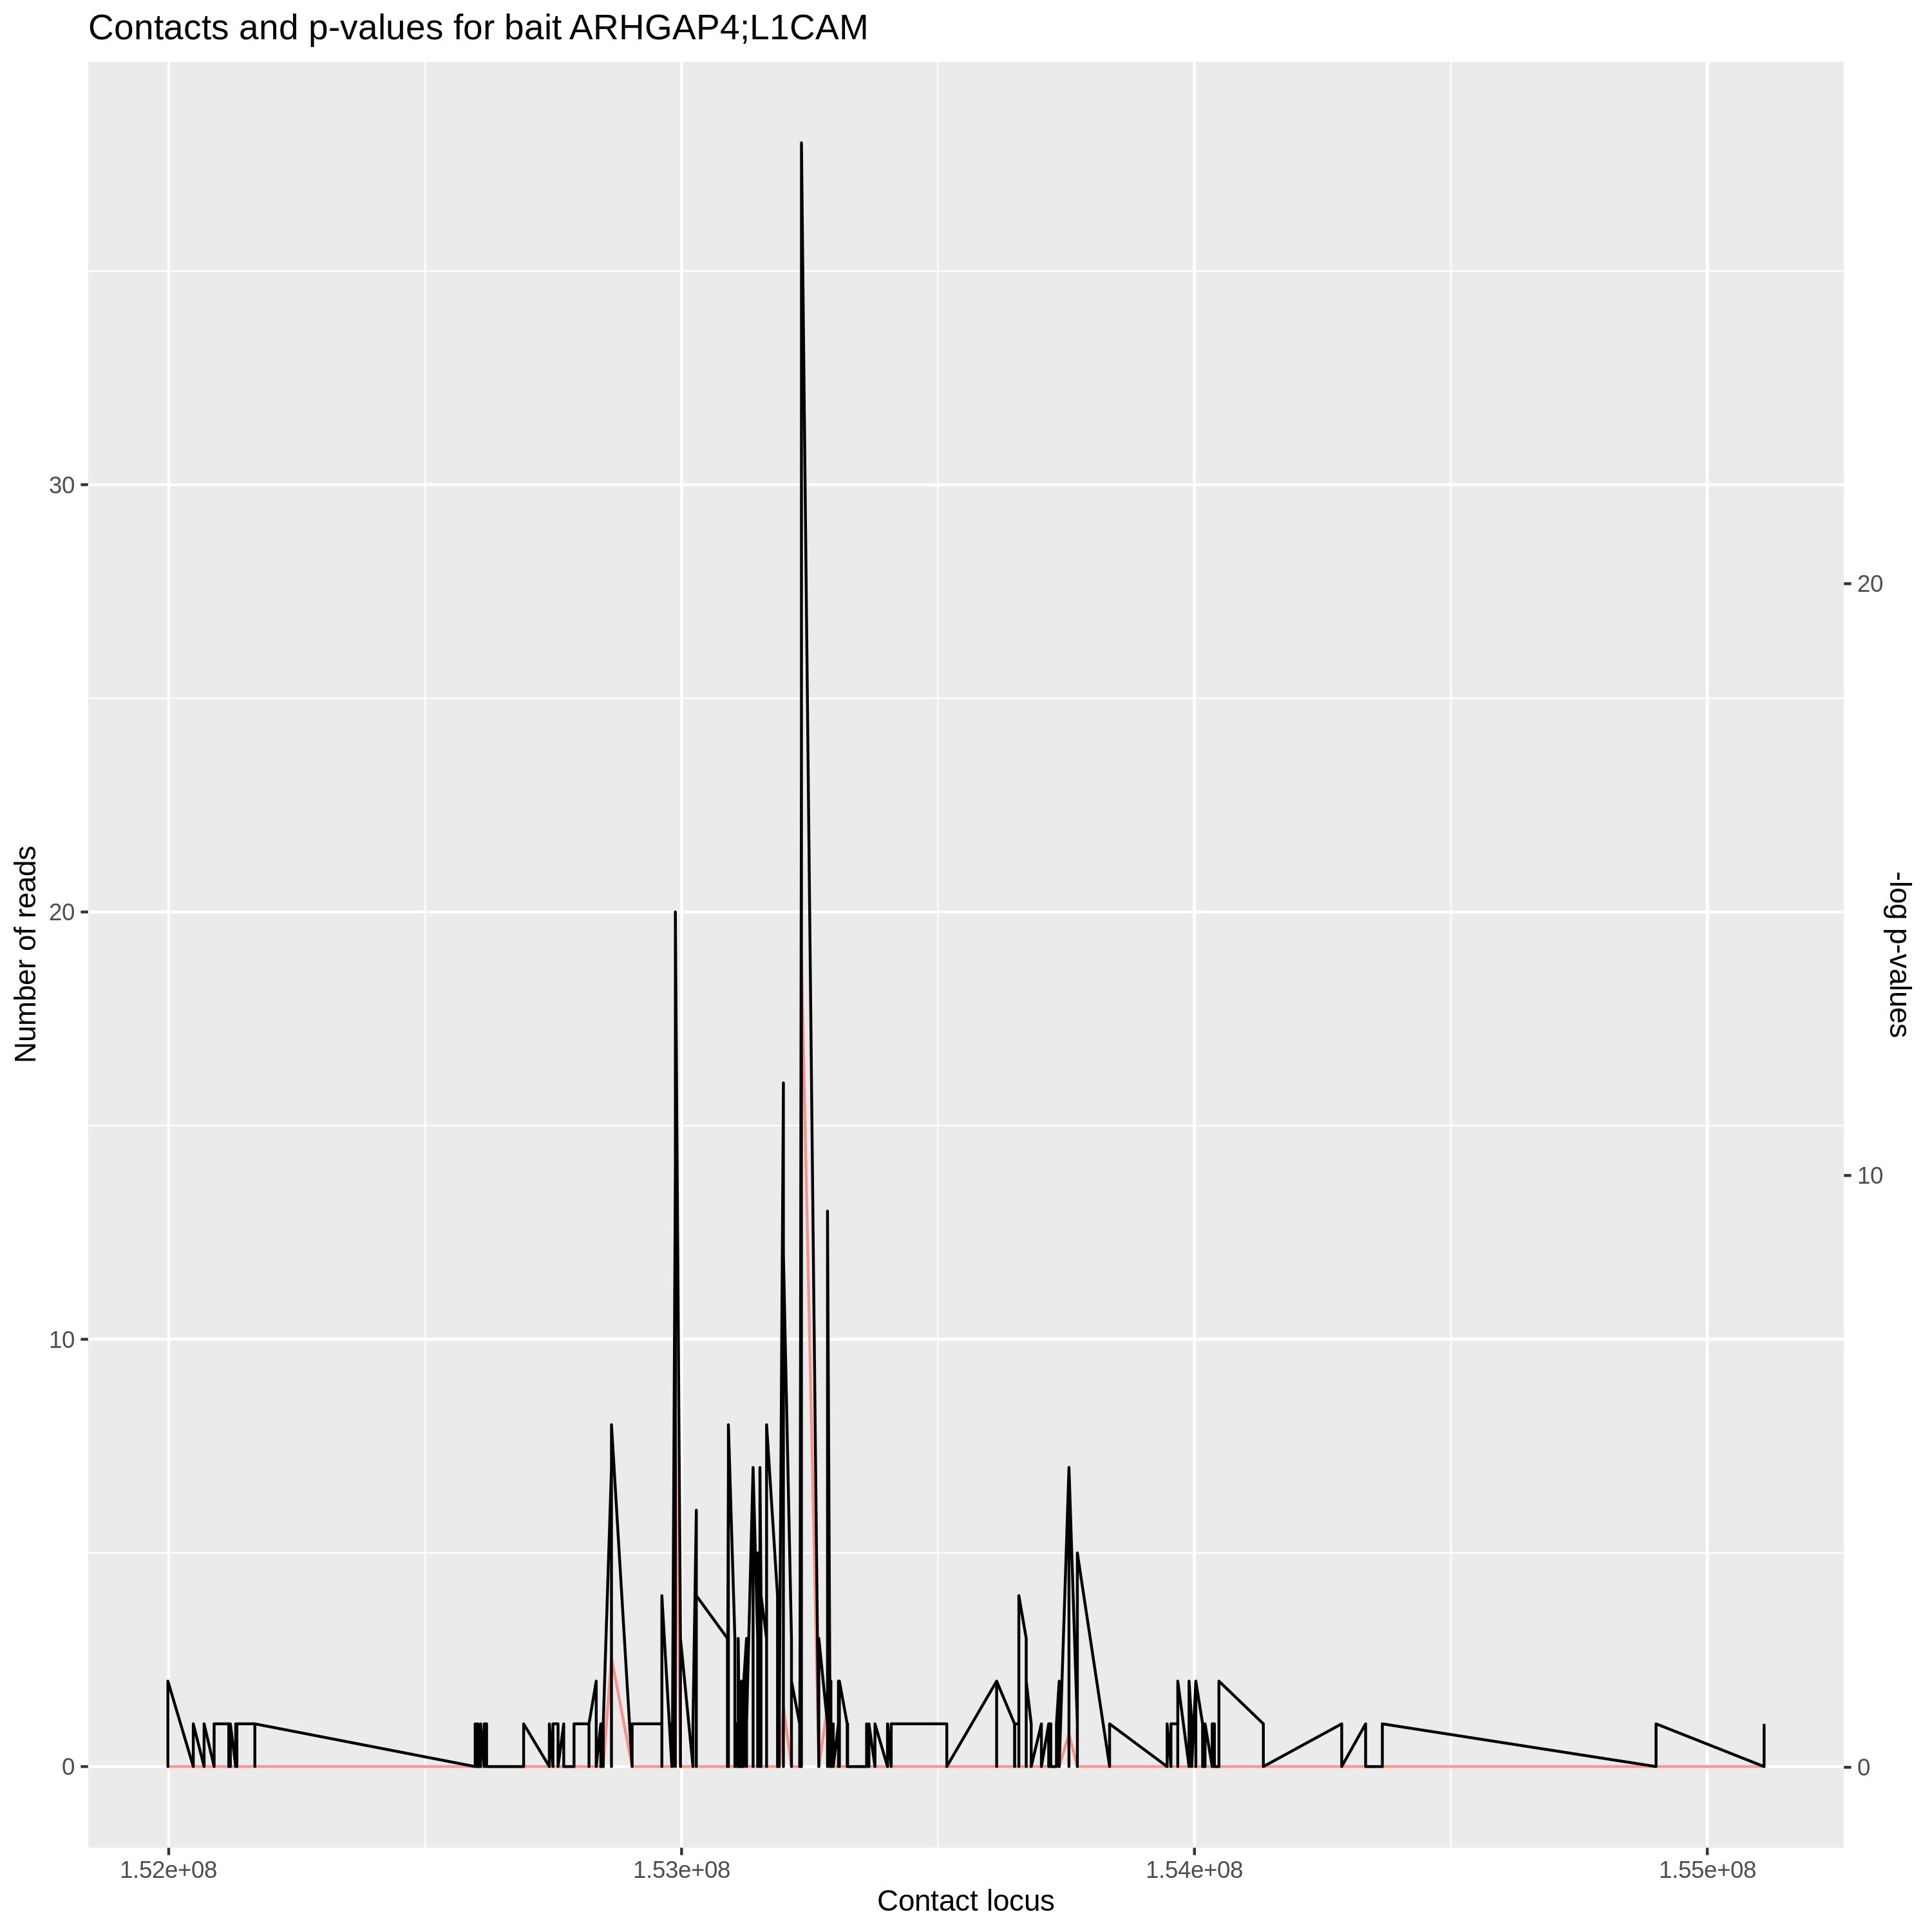 Contacts and p-values for bait ARHGAP4;L1CAM
30
20
10
0
Number of reads
20
10
0
-log p-values
1.52e+08
1.53e+08
1.54e+08
1.55e+08
Contact locus